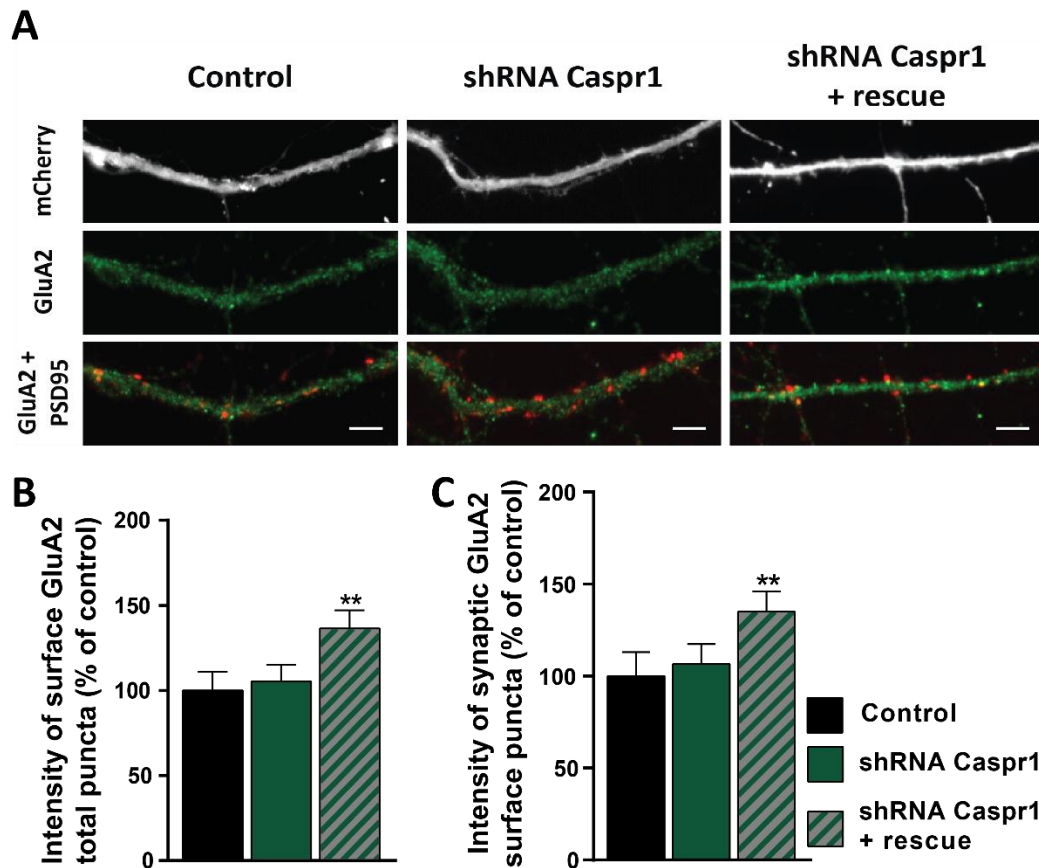 A
Control
shRNA Caspr1
shRNA Caspr1
+ rescue
mCherry
GluA2
GluA2 +
PSD95
B
Intensity of surface GluA2
total puncta (% of control)
200
150
100
50
0
**
C
Intensity of synaptic GluA2
surface puncta (% of control)
200
150
100
50
0
**
Control
shRNA Caspr1
shRNA Caspr1
+ rescue